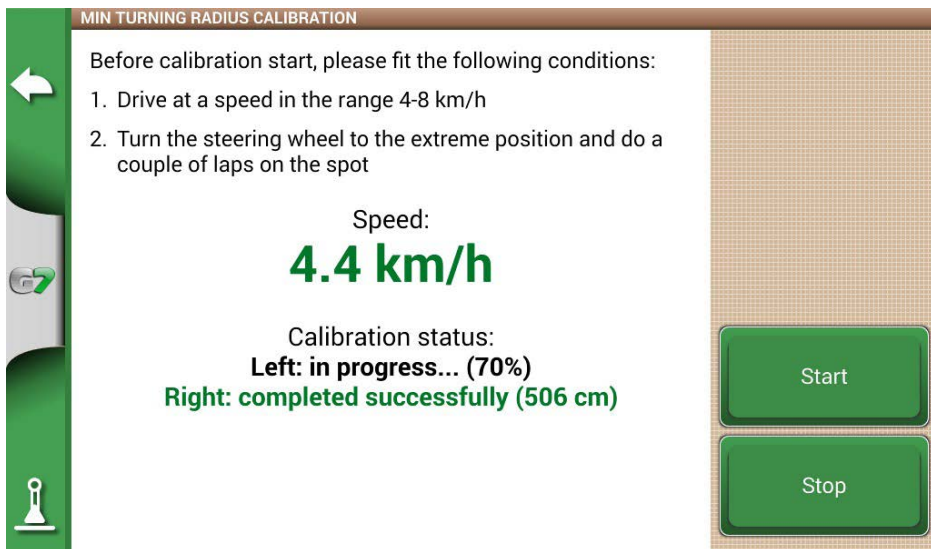 MIN TURNING RADIUS CALIBRATION
Before calibration start, please fit the following conditions:
1. Drive at a speed in the range 4-8 km/h
2. Turn the steering wheel to the extreme position and do a
couple of laps on the spot
Speed:
4.4 km/h
G7
Calibration status:
Left: in progress... (70%)
Right: completed successfully (506 cm)
Start
Stop